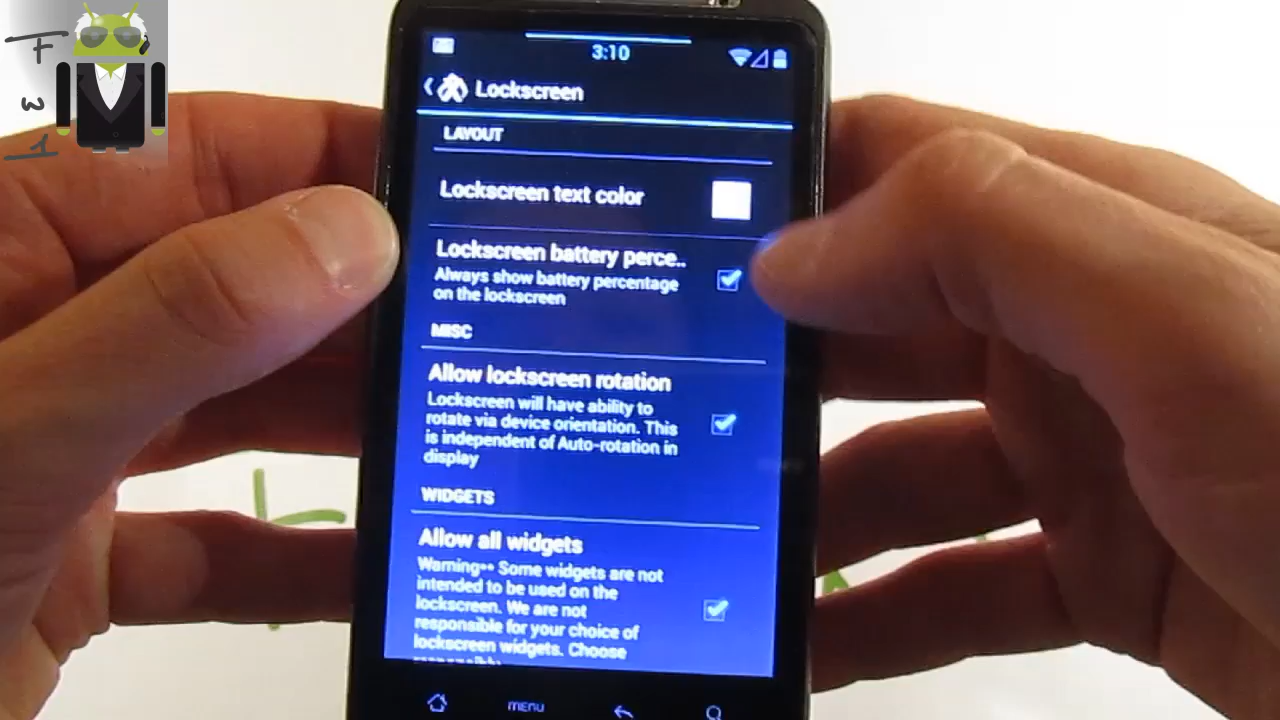 F
w
1
3:10
Lockscreen
LAYOUT
Lockscreen text color
Lockscreen battery perce..
Always show battery percentage
on the lockscreen
MISC
Allow lockscreen rotation
Lockscreen will have ability to
rotate via device orientation. This
is independent of Auto-rotation in
display
WIDGETS
Allow all widgets
Warning** Some widgets are not
intended to be used on the
lockscreen. We are not
responsible for your choice of
lockscreen widgets. Choose
menu